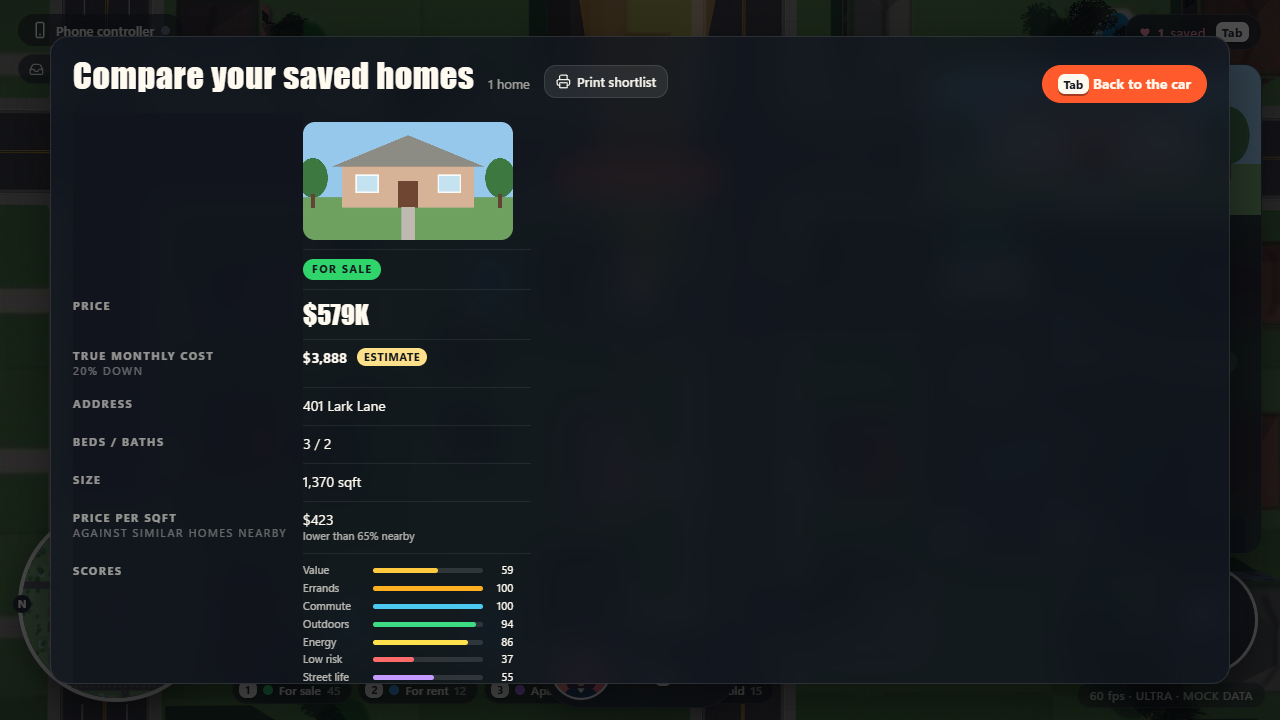 Phone controller
1 saved Tab
Compare your saved homes
1 home
Print shortlist
Tab Back to the car
FOR SALE
PRICE
$579K
TRUE MONTHLY COST
20% DOWN
$3,888 ESTIMATE
ADDRESS
401 Lark Lane
BEDS / BATHS
3 / 2
SIZE
1,370 sqft
PRICE PER SQFT
AGAINST SIMILAR HOMES NEARBY
$423
lower than 65% nearby
SCORES
Value 59
Errands 100
Commute 100
Outdoors 94
Energy 86
Low risk 37
Street life 55
N
1 For sale 45
2 For rent 12
3
15
60 fps · ULTRA · MOCK DATA